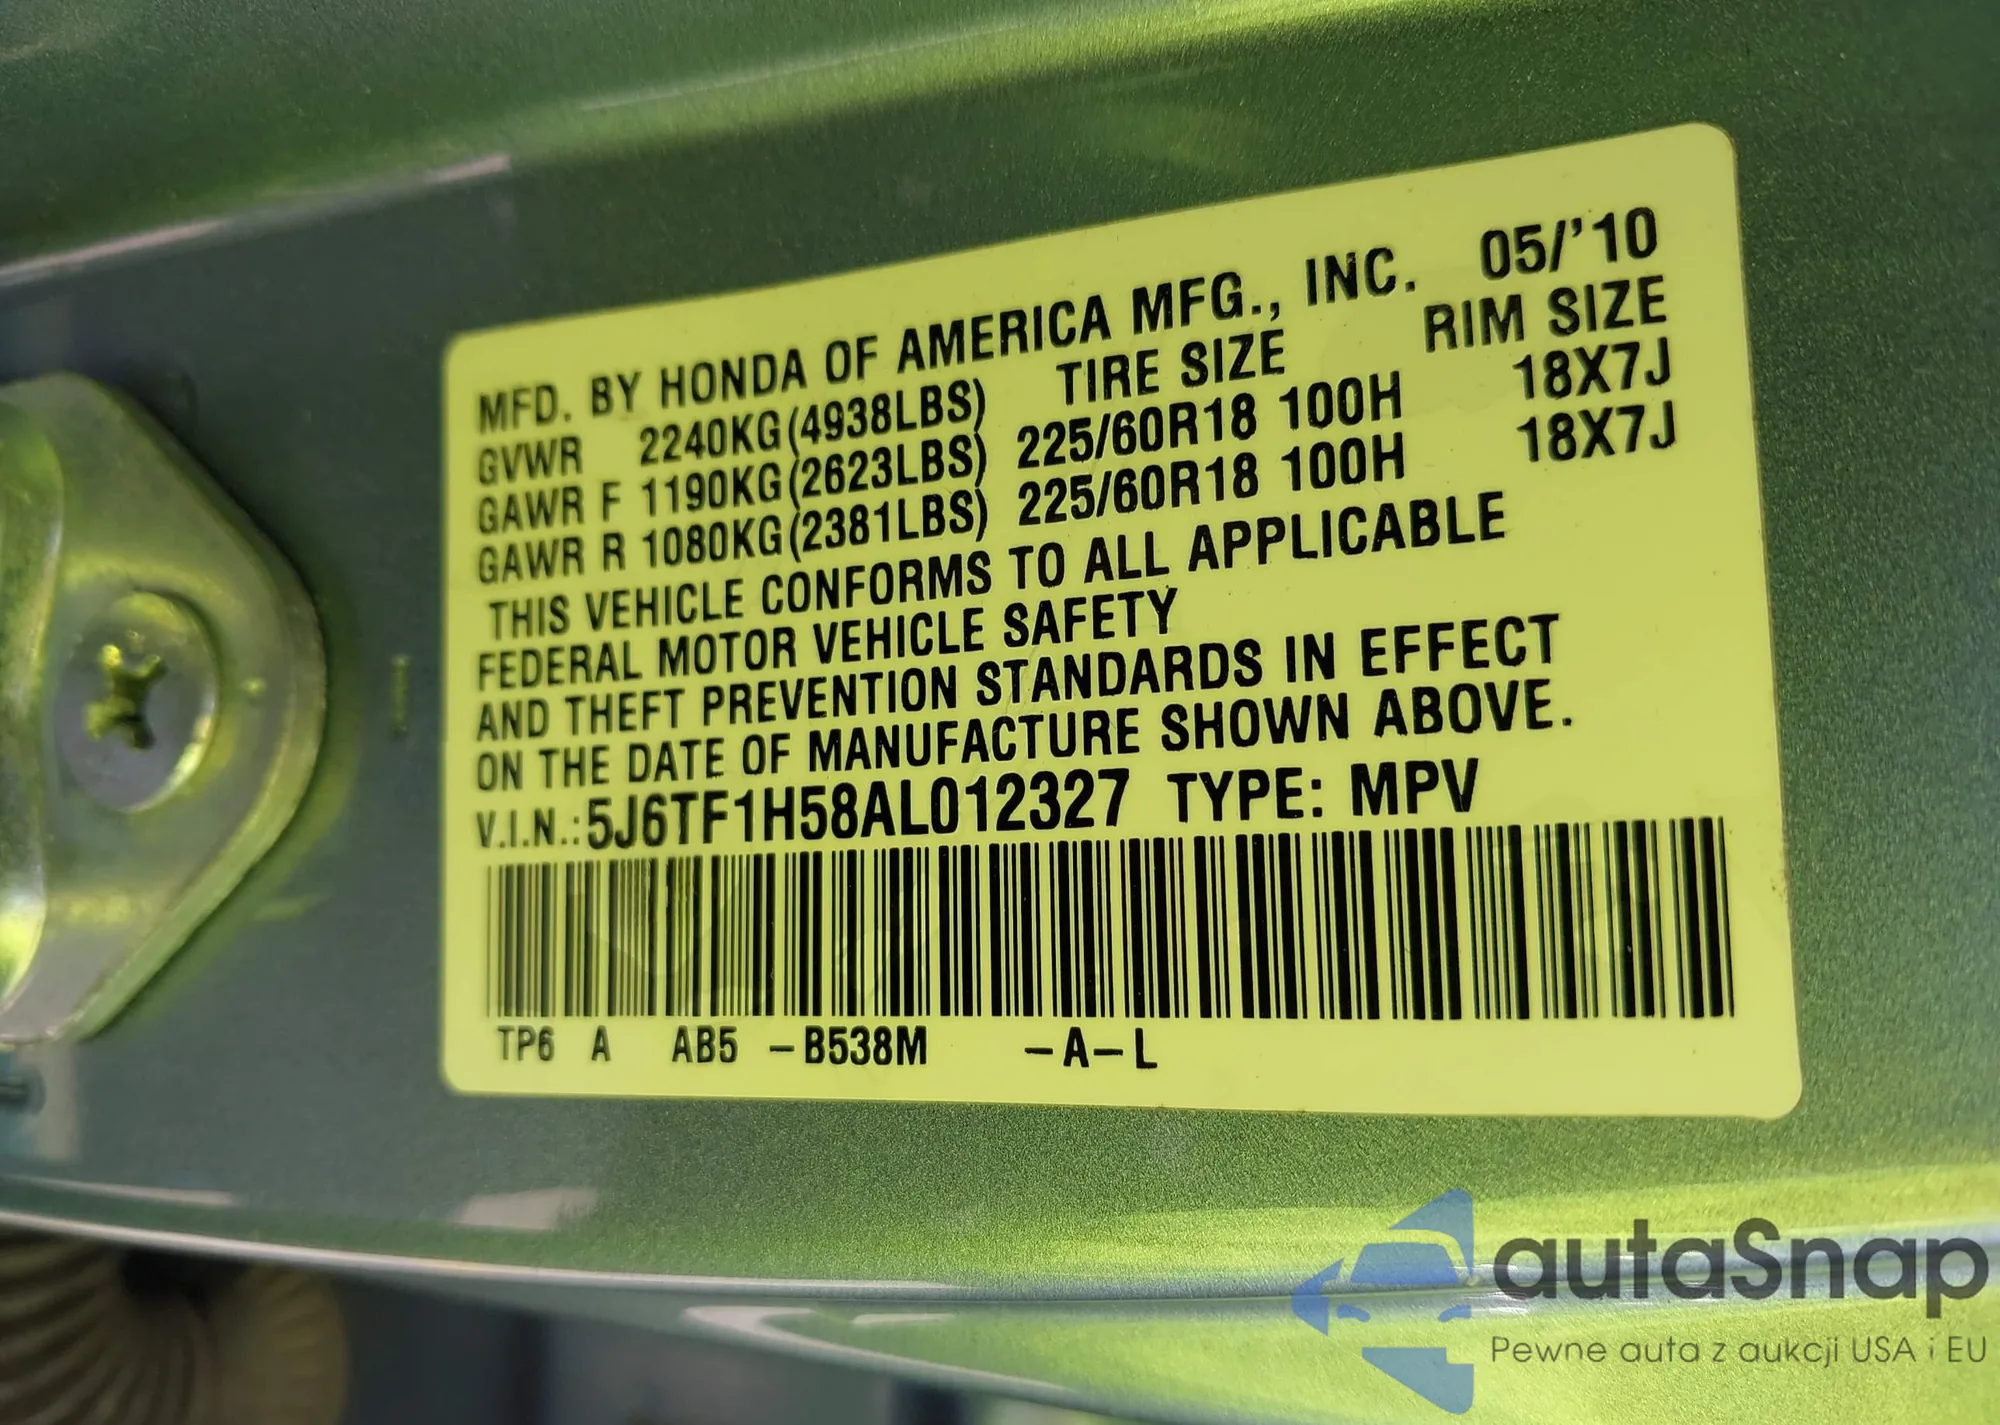 MFD. BY HONDA OF AMERICA MFG., INC. 05/'10
GVWR 2240KG(4938LBS) TIRE SIZE RIM SIZE
GAWR F 1190KG(2623LBS) 225/60R18 100H 18X7J
GAWR R 1080KG(2381LBS) 225/60R18 100H 18X7J
THIS VEHICLE CONFORMS TO ALL APPLICABLE
FEDERAL MOTOR VEHICLE SAFETY
AND THEFT PREVENTION STANDARDS IN EFFECT
ON THE DATE OF MANUFACTURE SHOWN ABOVE.
V.I.N.:5J6TF1H58AL012327 TYPE: MPV
TP6 A AB5 -B538M -A-L
autaSnap
Pewne auta z aukcji USA i EU